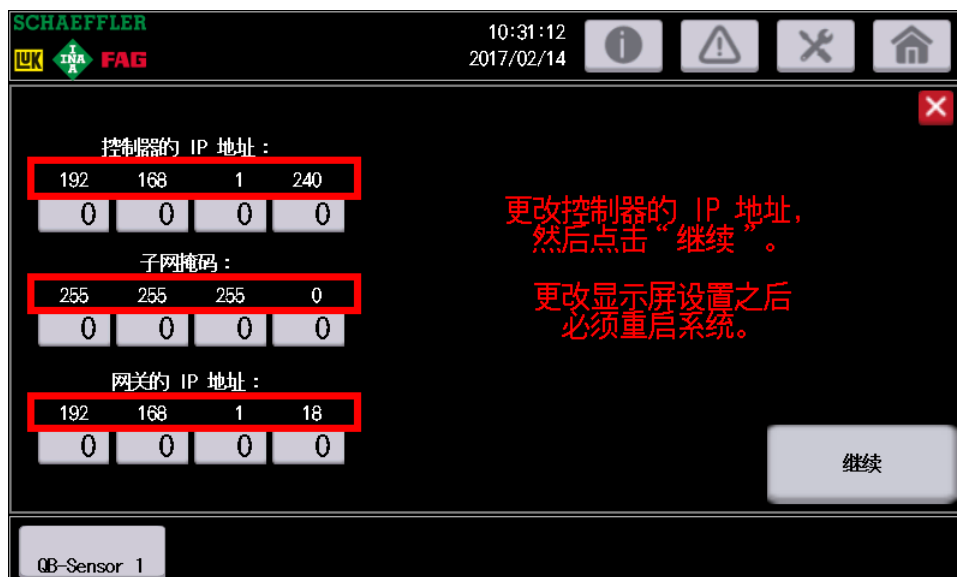 SCHAEFFLER
LUK INA FAG
10:31:12
2017/02/14
控制器的 IP 地址：
192 168 1 240
0 0 0 0
子网掩码：
255 255 255 0
0 0 0 0
网关的 IP 地址：
192 168 1 18
0 0 0 0
更改控制器的 IP 地址,
然后点击“继续”。
更改显示屏设置之后
必须重启系统。
继续
QB-Sensor 1